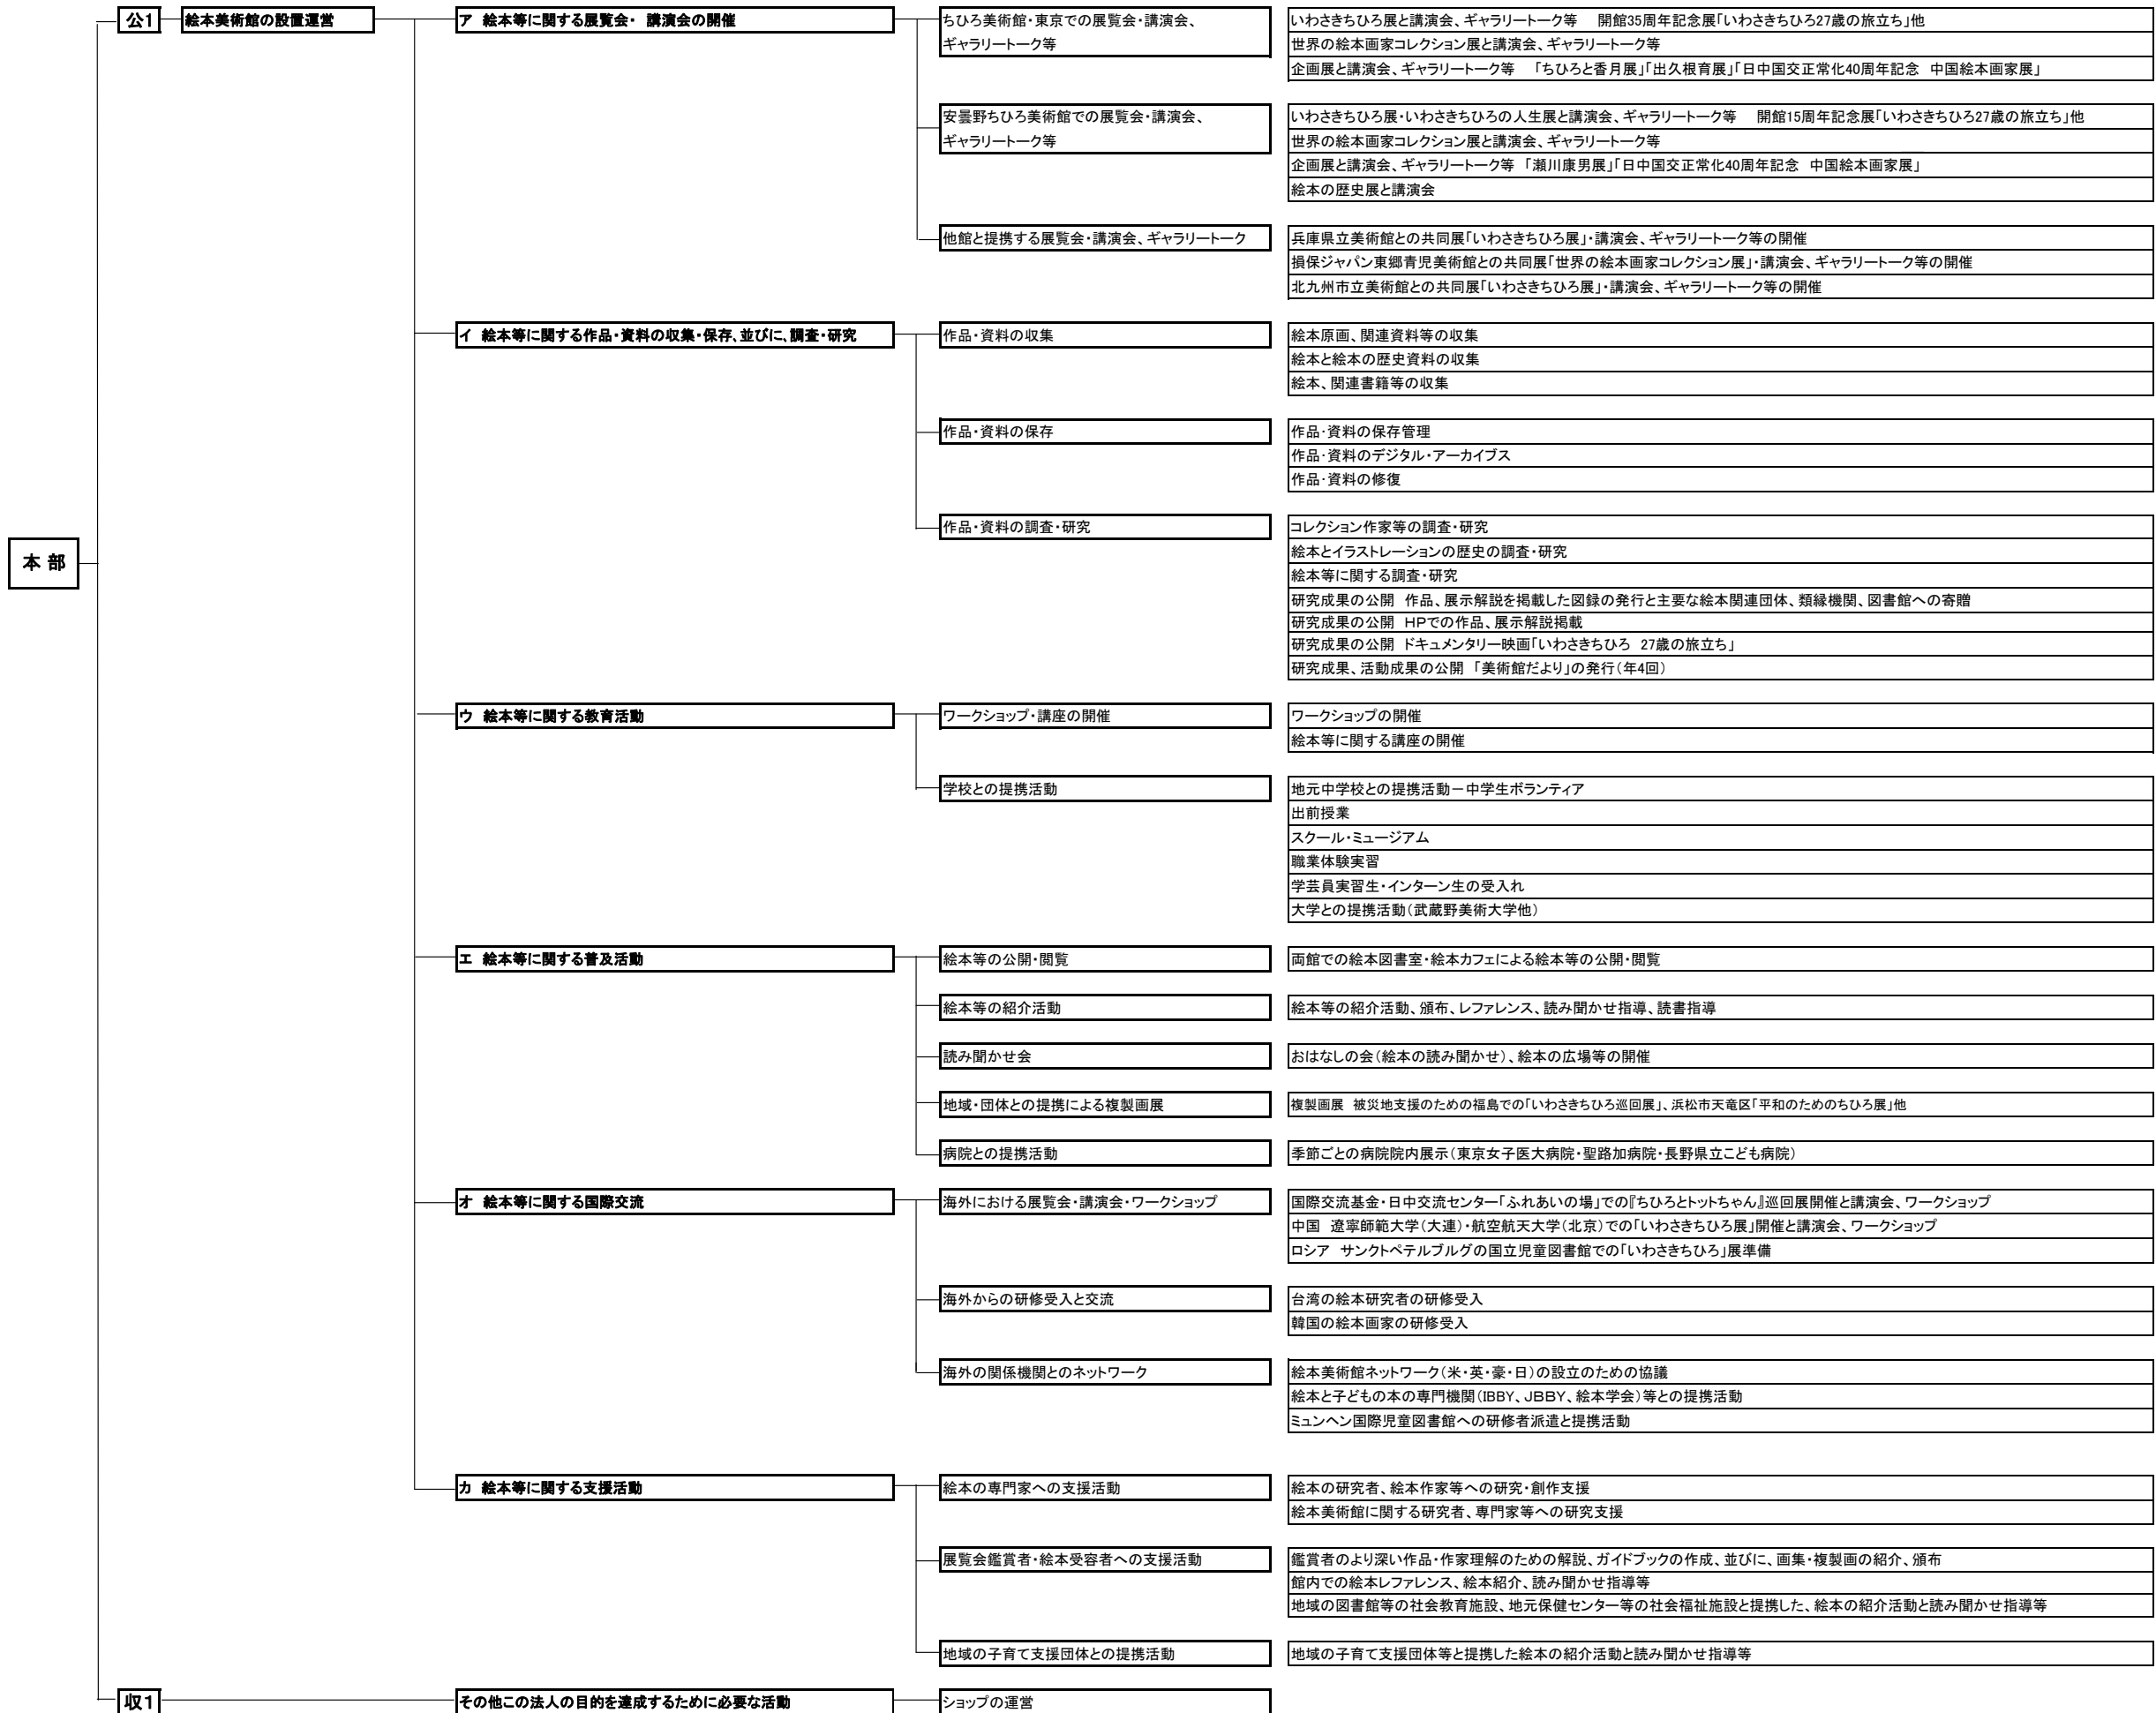 公1
絵本美術館の設置運営
ア 絵本等に関する展覧会・ 講演会の開催
ちひろ美術館・東京での展覧会・講演会、
ギャラリートーク等
いわさきちひろ展と講演会、ギャラリートーク等　開館35周年記念展「いわさきちひろ27歳の旅立ち」他
世界の絵本画家コレクション展と講演会、ギャラリートーク等
企画展と講演会、ギャラリートーク等　「ちひろと香月展」「出久根育展」「日中国交正常化40周年記念　中国絵本画家展」
安曇野ちひろ美術館での展覧会・講演会、
ギャラリートーク等
いわさきちひろ展・いわさきちひろの人生展と講演会、ギャラリートーク等　開館15周年記念展「いわさきちひろ27歳の旅立ち」他
世界の絵本画家コレクション展と講演会、ギャラリートーク等
企画展と講演会、ギャラリートーク等　「瀬川康男展」「日中国交正常化40周年記念　中国絵本画家展」
絵本の歴史展と講演会
他館と提携する展覧会・講演会、ギャラリートーク
兵庫県立美術館との共同展「いわさきちひろ展」・講演会、ギャラリートーク等の開催
損保ジャパン東郷青児美術館との共同展「世界の絵本画家コレクション展」・講演会、ギャラリートーク等の開催
北九州市立美術館との共同展「いわさきちひろ展」・講演会、ギャラリートーク等の開催
イ 絵本等に関する作品・資料の収集・保存、並びに、調査・研究
作品・資料の収集
絵本原画、関連資料等の収集
絵本と絵本の歴史資料の収集
絵本、関連書籍等の収集
作品・資料の保存
作品・資料の保存管理
作品・資料のデジタル・アーカイブス
作品・資料の修復
作品・資料の調査・研究
コレクション作家等の調査・研究
絵本とイラストレーションの歴史の調査・研究
絵本等に関する調査・研究
研究成果の公開　作品、展示解説を掲載した図録の発行と主要な絵本関連団体、類縁機関、図書館への寄贈
研究成果の公開　HPでの作品、展示解説掲載
研究成果の公開　ドキュメンタリー映画「いわさきちひろ　27歳の旅立ち」
研究成果、活動成果の公開　「美術館だより」の発行（年4回）
本 部
ウ 絵本等に関する教育活動
ワークショップ・講座の開催
ワークショップの開催
絵本等に関する講座の開催
学校との提携活動
地元中学校との提携活動－中学生ボランティア
出前授業
スクール・ミュージアム
職業体験実習
学芸員実習生・インターン生の受入れ
大学との提携活動（武蔵野美術大学他）
エ 絵本等に関する普及活動
絵本等の公開・閲覧
両館での絵本図書室・絵本カフェによる絵本等の公開・閲覧
絵本等の紹介活動
絵本等の紹介活動、頒布、レファレンス、読み聞かせ指導、読書指導
読み聞かせ会
おはなしの会（絵本の読み聞かせ）、絵本の広場等の開催
地域・団体との提携による複製画展
複製画展　被災地支援のための福島での「いわさきちひろ巡回展」、浜松市天竜区「平和のためのちひろ展」他
病院との提携活動
季節ごとの病院院内展示（東京女子医大病院・聖路加病院・長野県立こども病院）
オ 絵本等に関する国際交流
海外における展覧会・講演会・ワークショップ
国際交流基金・日中交流センター「ふれあいの場」での『ちひろとトットちゃん』巡回展開催と講演会、ワークショップ
中国　遼寧師範大学（大連）・航空航天大学（北京）での「いわさきちひろ展」開催と講演会、ワークショップ
ロシア　サンクトペテルブルグの国立児童図書館での「いわさきちひろ」展準備
海外からの研修受入と交流
台湾の絵本研究者の研修受入
韓国の絵本画家の研修受入
海外の関係機関とのネットワーク
絵本美術館ネットワーク（米・英・豪・日）の設立のための協議
絵本と子どもの本の専門機関（IBBY、JBBY、絵本学会）等との提携活動
ミュンヘン国際児童図書館への研修者派遣と提携活動
カ 絵本等に関する支援活動
絵本の専門家への支援活動
絵本の研究者、絵本作家等への研究・創作支援
絵本美術館に関する研究者、専門家等への研究支援
展覧会鑑賞者・絵本受容者への支援活動
鑑賞者のより深い作品・作家理解のための解説、ガイドブックの作成、並びに、画集・複製画の紹介、頒布
館内での絵本レファレンス、絵本紹介、読み聞かせ指導等
地域の図書館等の社会教育施設、地元保健センター等の社会福祉施設と提携した、絵本の紹介活動と読み聞かせ指導等
地域の子育て支援団体との提携活動
地域の子育て支援団体等と提携した絵本の紹介活動と読み聞かせ指導等
収1
その他この法人の目的を達成するために必要な活動
ショップの運営